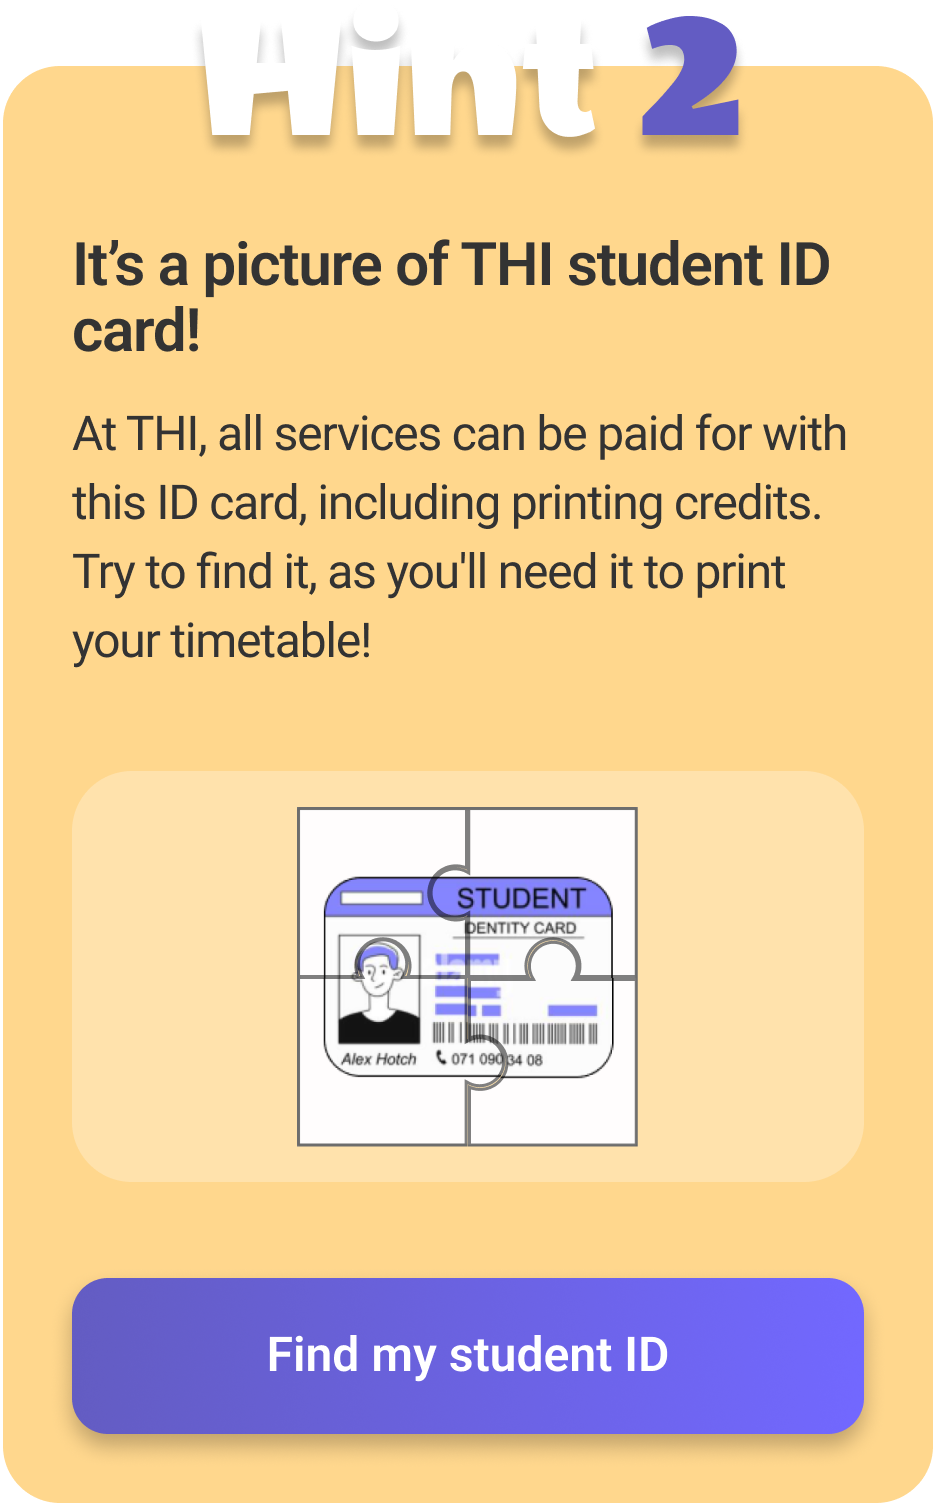 Hint 2
It’s a picture of THI student ID
card!
At THI, all services can be paid for with
this ID card, including printing credits.
Try to find it, as you'll need it to print
your timetable!
STUDENT
IDENTITY CARD
Alex Hotch
071 090 34 08
Find my student ID